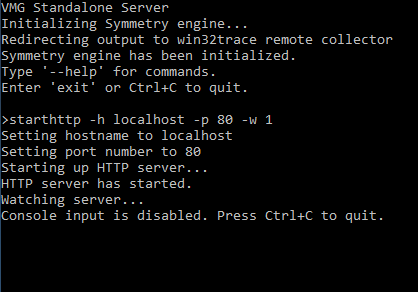 VMG Standalone Server
Initializing Symmetry engine...
Redirecting output to win32trace remote collector
Symmetry engine has been initialized.
Type '--help' for commands.
Enter 'exit' or Ctrl+C to quit.
>starthttp -h localhost -p 80 -w 1
Setting hostname to localhost
Setting port number to 80
Starting up HTTP server...
HTTP server has started.
Watching server...
Console input is disabled. Press Ctrl+C to quit.